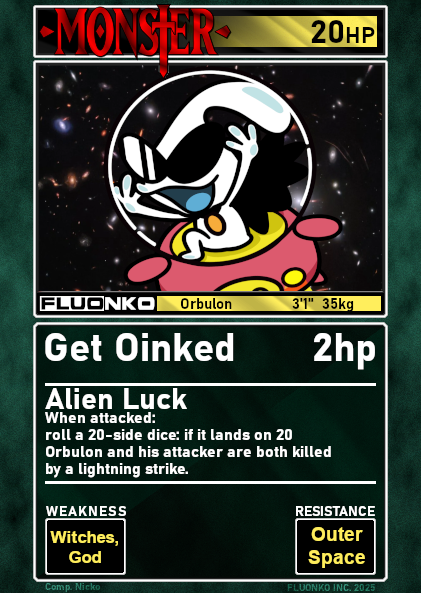 MONSTER
20HP
FLUONKO Orbulon 3'1" 35kg
Get Oinked 2hp
Alien Luck
When attacked:
roll a 20-side dice: if it lands on 20
Orbulon and his attacker are both killed
by a lightning strike.
WEAKNESS
Witches,
God
RESISTANCE
Outer
Space
Comp. Nicko
FLUONKO INC. 2025